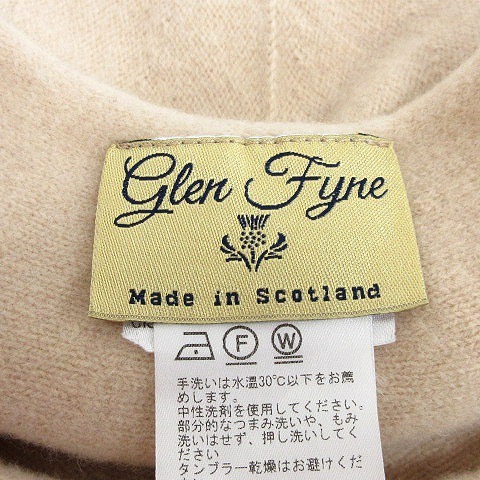 Glen Fyne
Made in Scotland
F W
手洗いは水温30℃以下をお薦
めします。
中性洗剤を使用してください。
部分的なつまみ洗いや、もみ
洗いはせず、押し洗いしてくだ
さい
タンブラー乾燥はお避けくだ